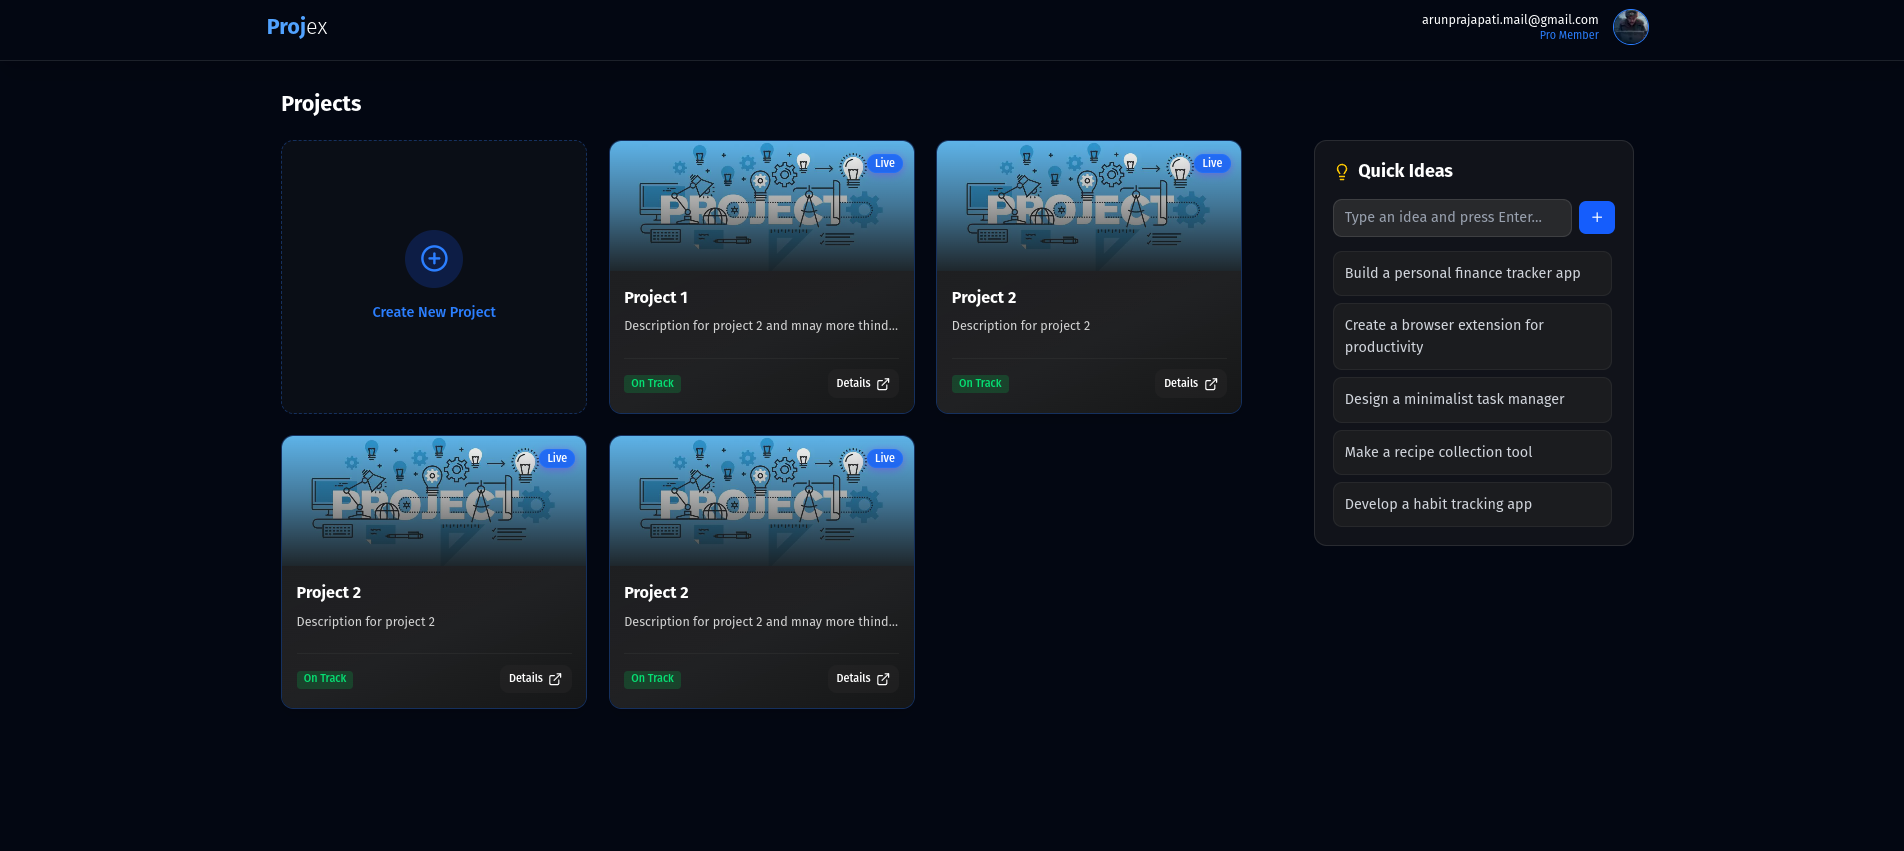 Projex
arunprajapati.mail@gmail.com
Pro Member
Projects
Create New Project
PROJECT
Live
Project 1
Description for project 2 and mnay more thind...
On Track
Details
PROJECT
Live
Project 2
Description for project 2
On Track
Details
PROJECT
Live
Project 2
Description for project 2
On Track
Details
PROJECT
Live
Project 2
Description for project 2 and mnay more thind...
On Track
Details
Quick Ideas
Type an idea and press Enter...
Build a personal finance tracker app
Create a browser extension for
productivity
Design a minimalist task manager
Make a recipe collection tool
Develop a habit tracking app